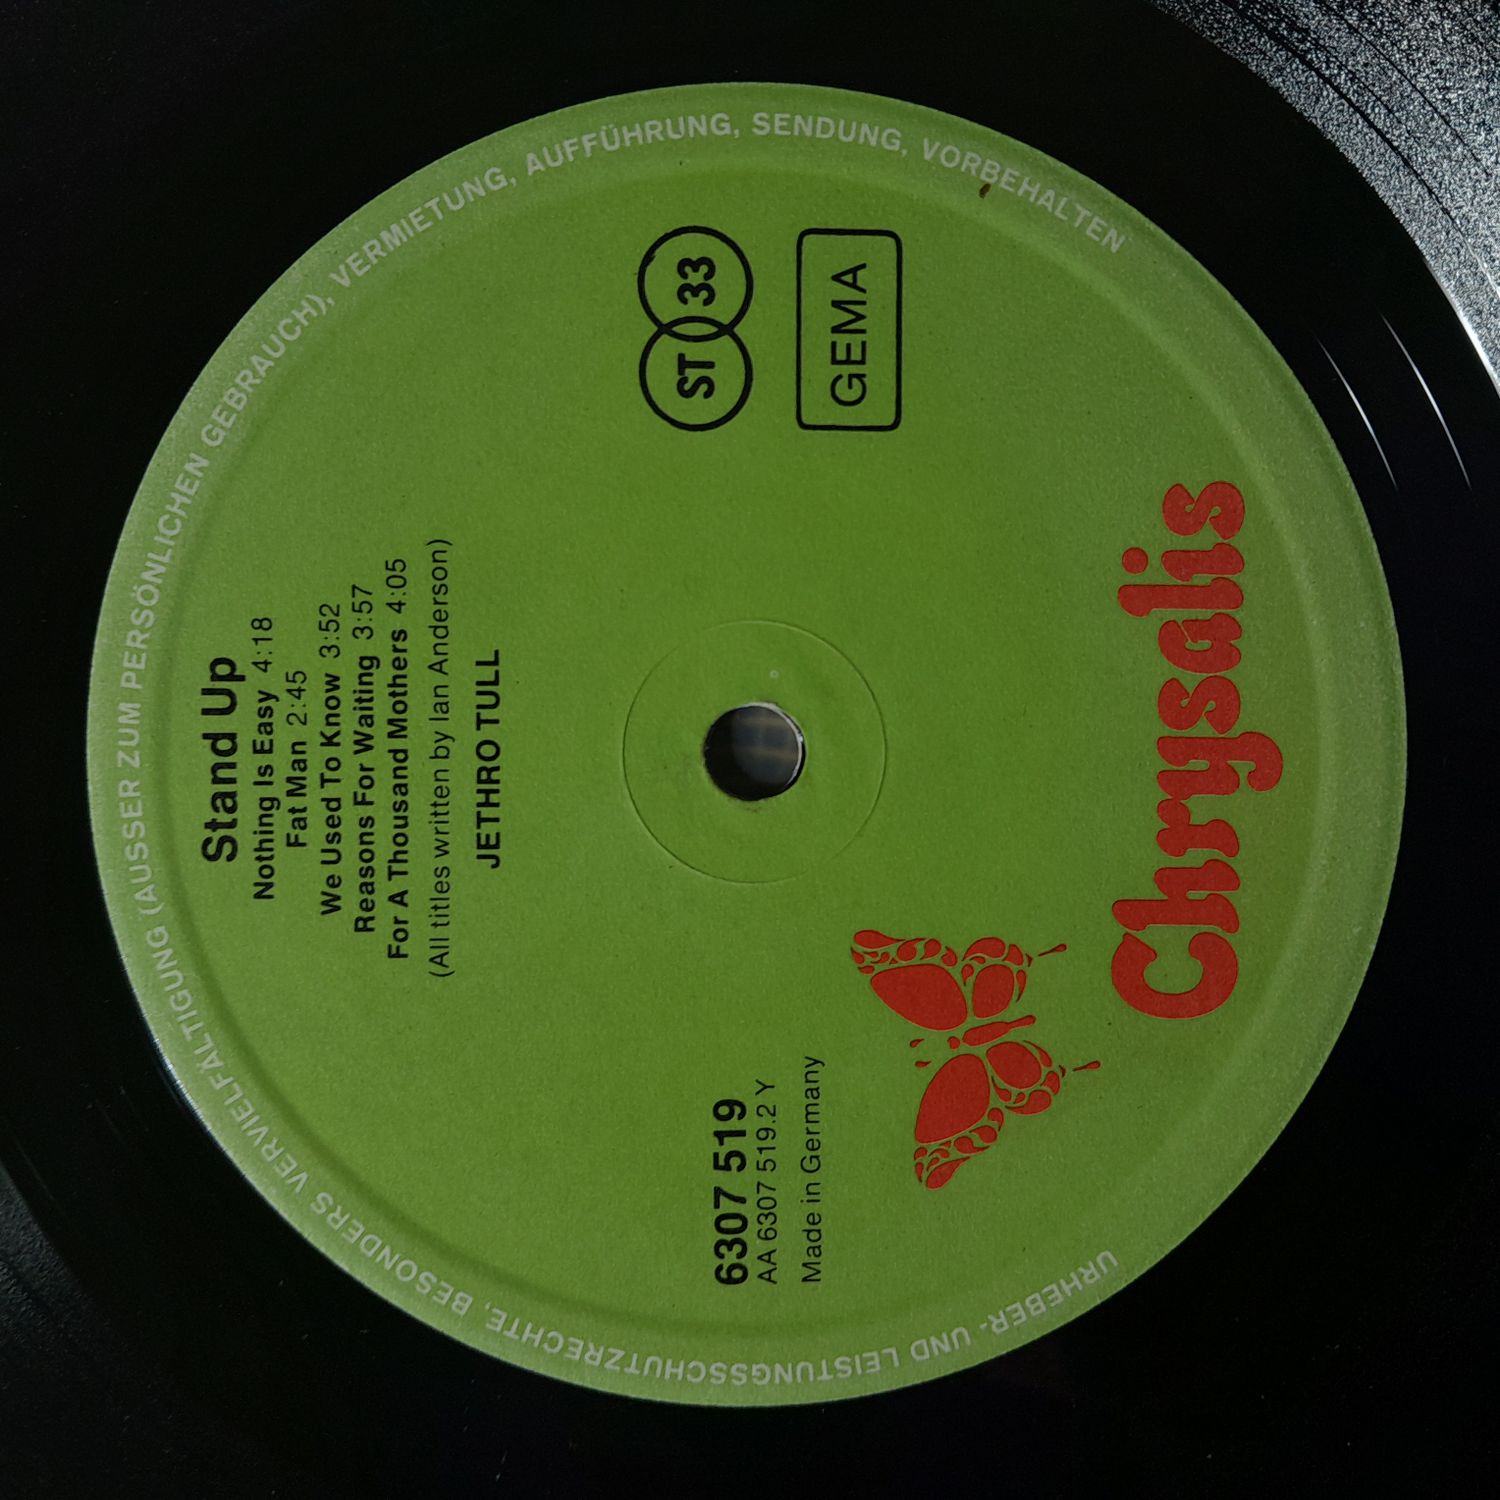 Stand Up
Nothing Is Easy 4:18
Fat Man 2:45
We Used To Know 3:52
Reasons For Waiting 3:57
For A Thousand Mothers 4:05
(All titles written by Ian Anderson)
JETHRO TULL
6307 519
AA 6307 519.2 Y
Made in Germany
ST 33
GEMA
Chrysalis
URHEBER- UND LEISTUNGSSCHUTZRECHTE, BESONDERS VERVIELFÄLTIGUNG (AUSSER ZUM PERSÖNLICHEN GEBRAUCH), VERMIETUNG, AUFFÜHRUNG, SENDUNG, VORBEHALTEN